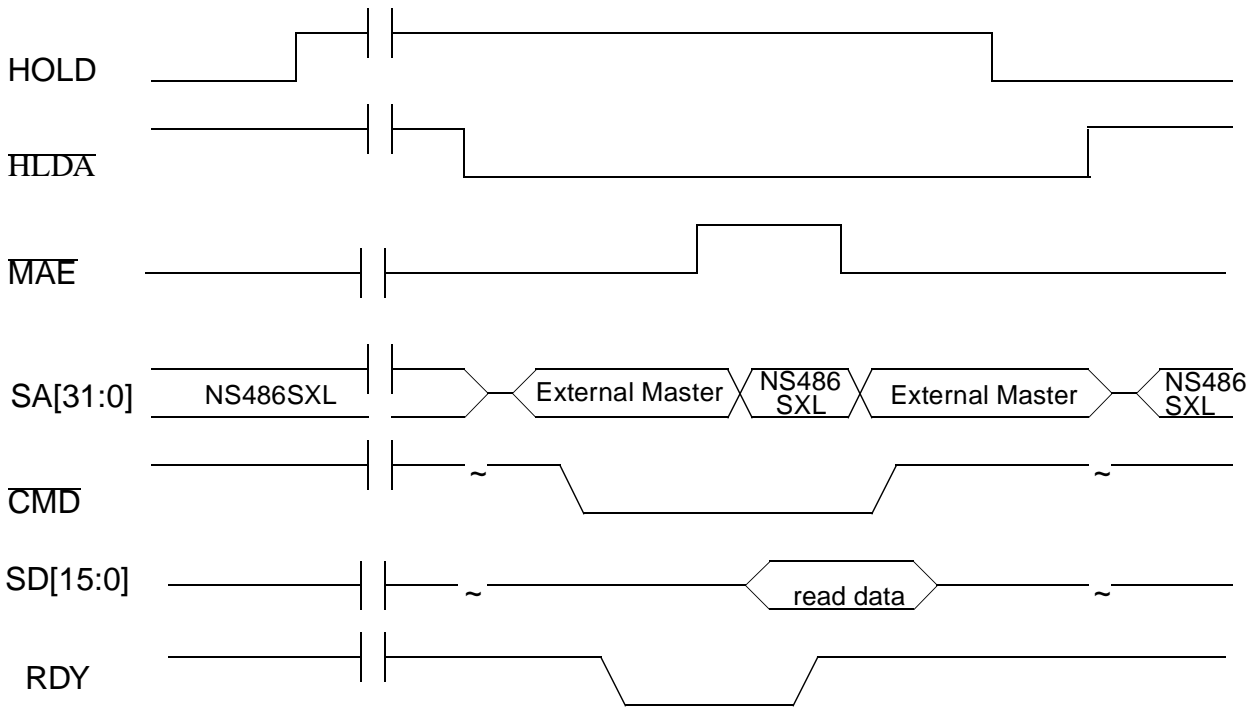 HOLD
HLDA
MAE
SA[31:0]
NS486SXL
External Master
NS486
SXL
External Master
NS486
SXL
CMD
~
~
SD[15:0]
~
read data
~
RDY